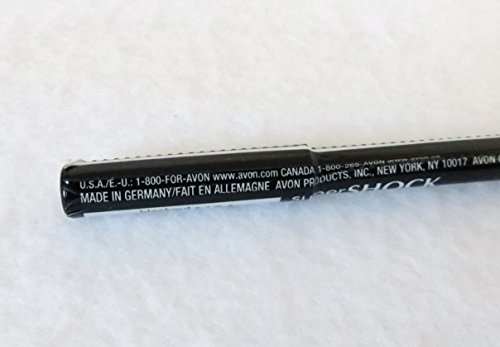 U.S.A./E.-U.: 1-800-FOR-AVON www.avon.com CANADA 1-800-265-AVON www.avon.ca
MADE IN GERMANY/FAIT EN ALLEMAGNE AVON PRODUCTS, INC., NEW YORK, NY 10017 AVON
SUPERSHOCK